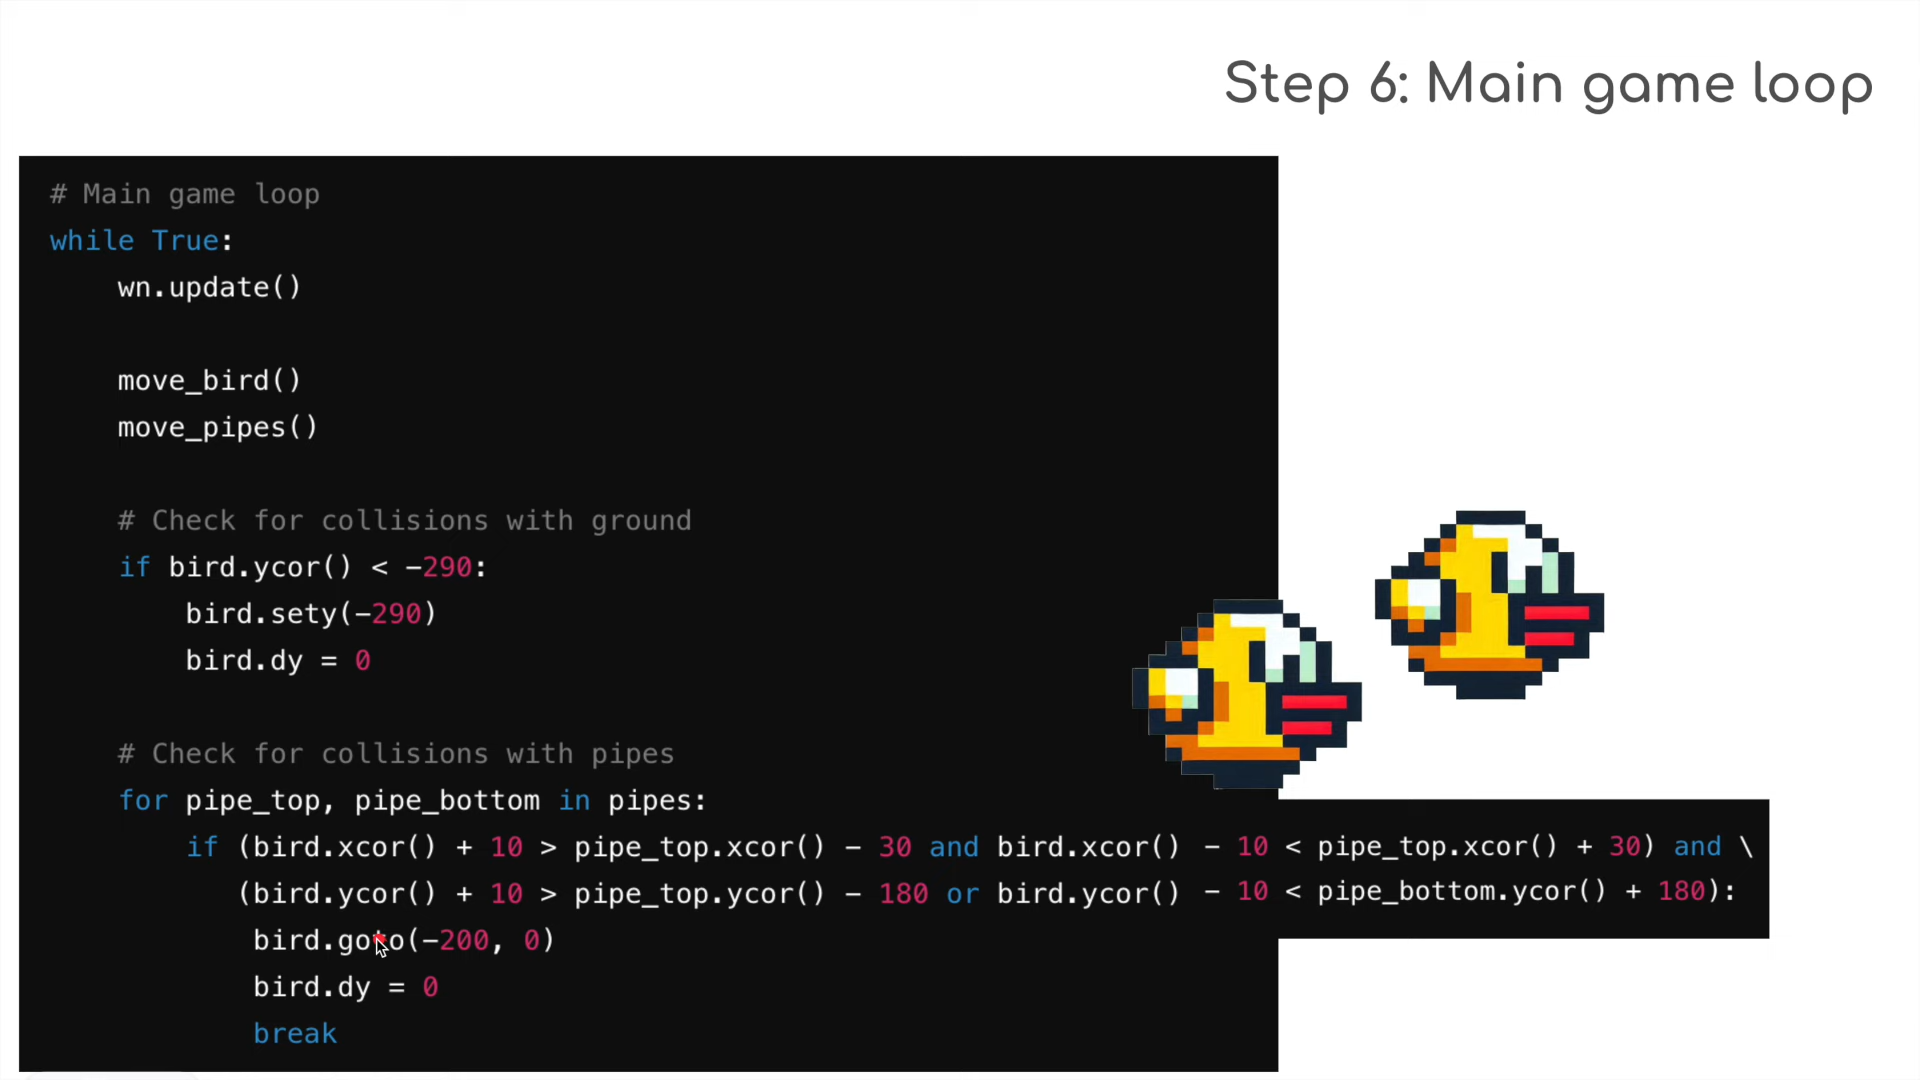 Step 6: Main game loop
# Main game loop
while True:
    wn.update()
    move_bird()
    move_pipes()
    # Check for collisions with ground
    if bird.ycor() < -290:
        bird.sety(-290)
        bird.dy = 0
    # Check for collisions with pipes
    for pipe_top, pipe_bottom in pipes:
        if (bird.xcor() + 10 > pipe_top.xcor() - 30 and bird.xcor() - 10 < pipe_top.xcor() + 30) and \
           (bird.ycor() + 10 > pipe_top.ycor() - 180 or bird.ycor() - 10 < pipe_bottom.ycor() + 180):
            bird.goto(-200, 0)
            bird.dy = 0
            break